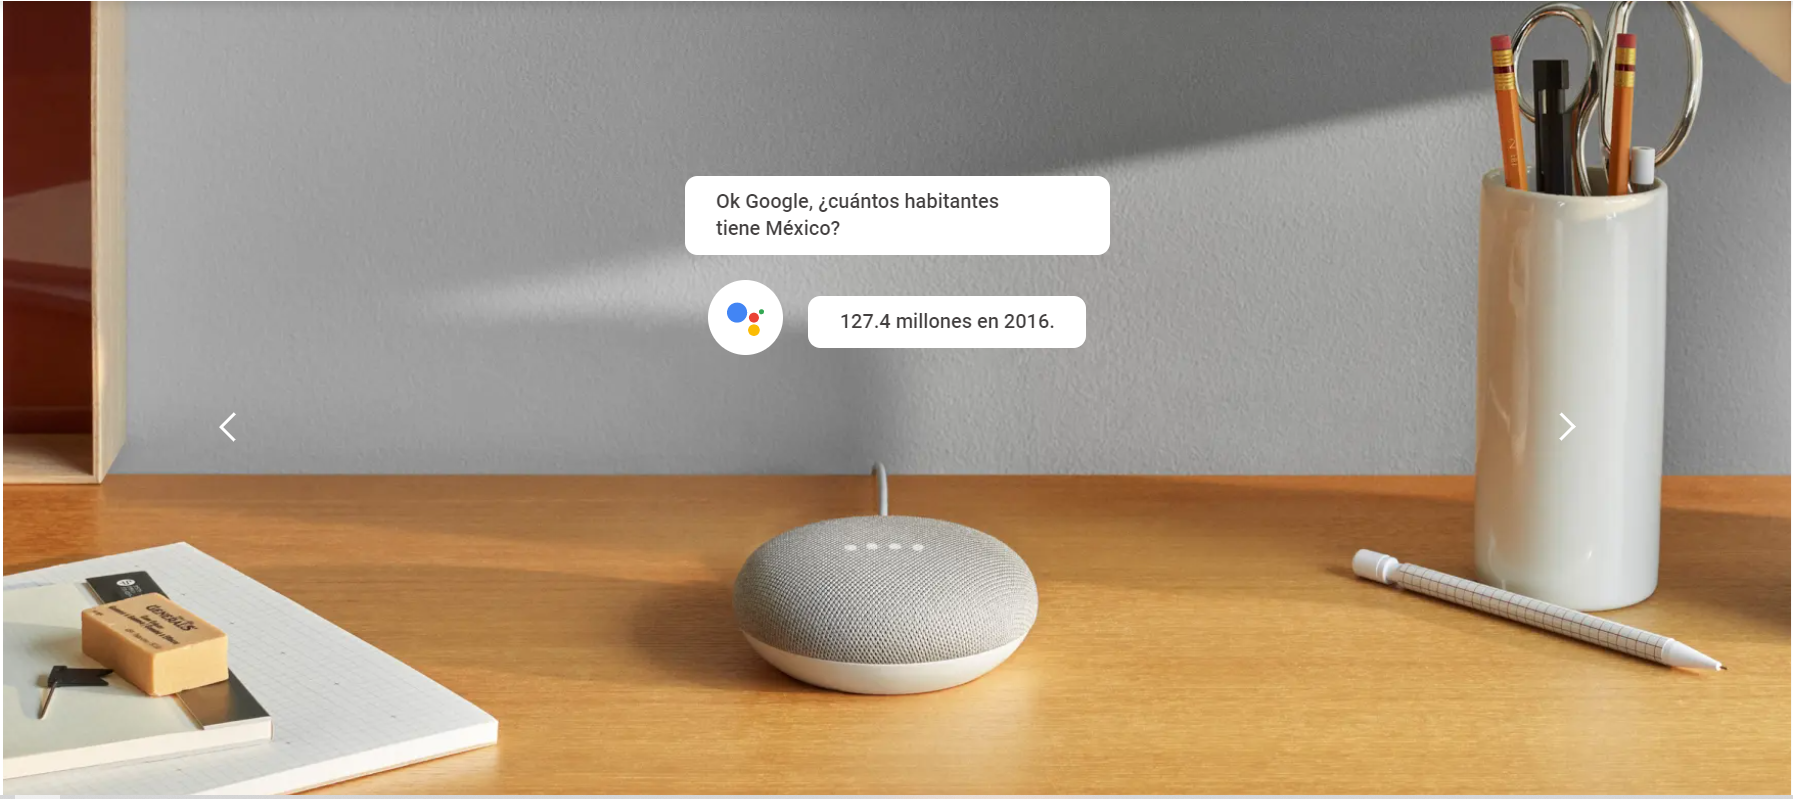 Ok Google, ¿cuántos habitantes
tiene México?
127.4 millones en 2016.